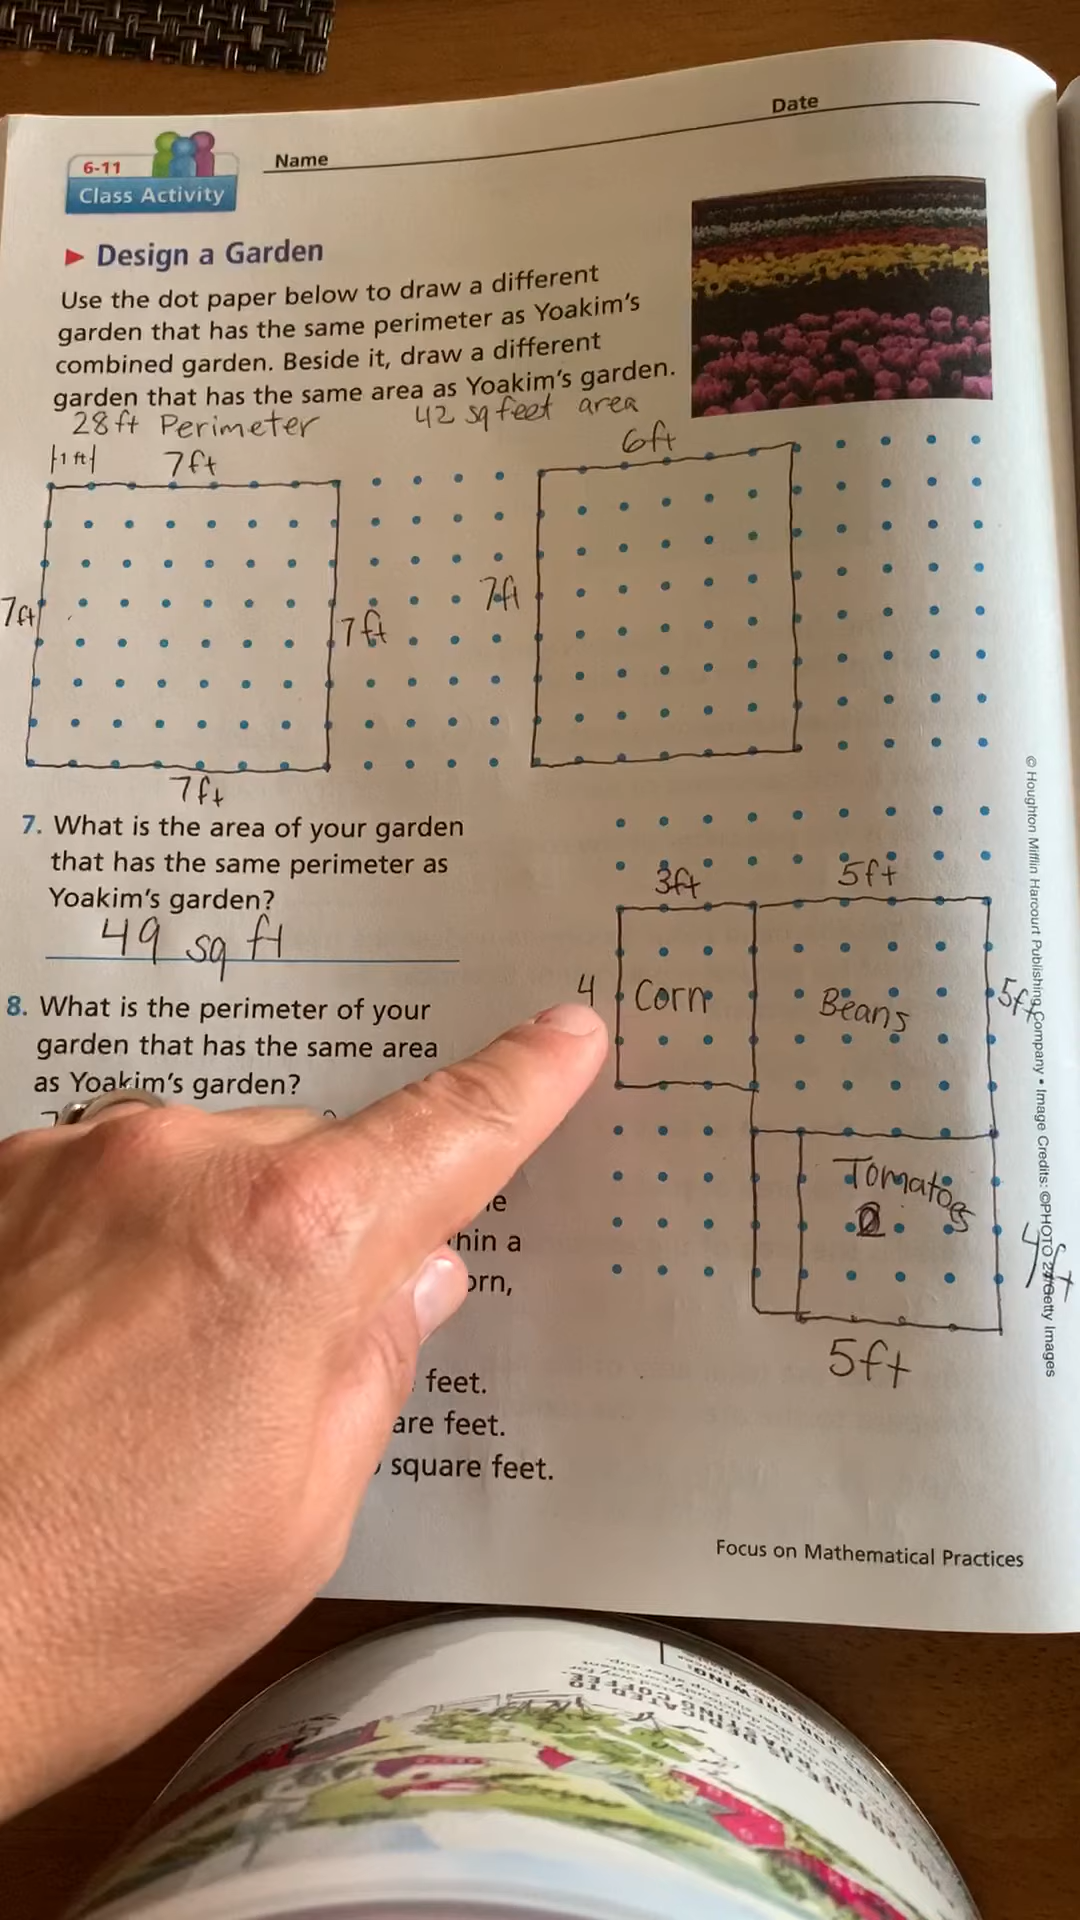 Date
Name
6-11
Class Activity
Design a Garden
Use the dot paper below to draw a different
garden that has the same perimeter as Yoakim's
combined garden. Beside it, draw a different
garden that has the same area as Yoakim's garden.
28 ft Perimeter
42 sq feet area
1 ft
7ft
6ft
7ft
7ft
7ft
7ft
7. What is the area of your garden
that has the same perimeter as
Yoakim's garden?
49 sq ft
8. What is the perimeter of your
garden that has the same area
as Yoakim's garden?
3ft
5ft
4
Corn
Beans
5ft
Tomatoes
4ft
5ft
hin a
orn,
feet.
are feet.
square feet.
© Houghton Mifflin Harcourt Publishing Company • Image Credits: ©PHOTO 24/Getty Images
Focus on Mathematical Practices